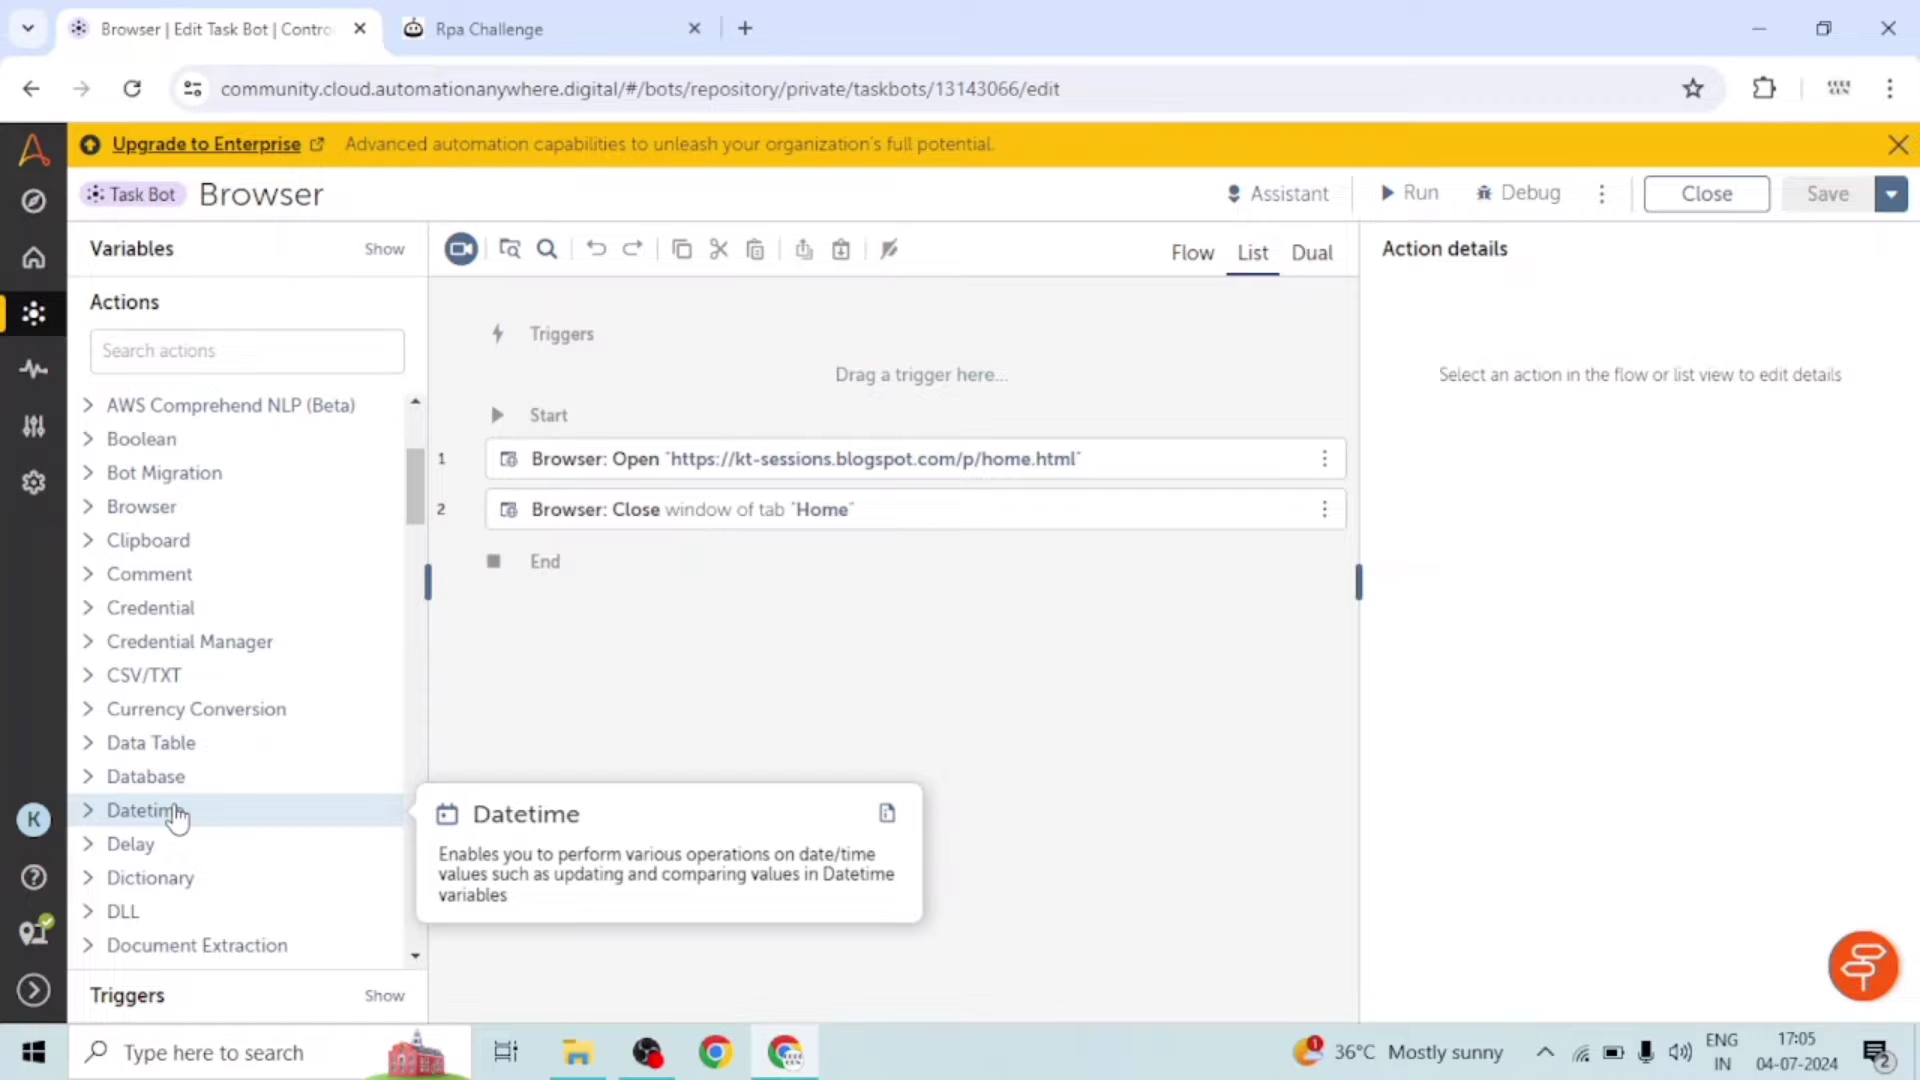 Browser | Edit Task Bot | Contro
Rpa Challenge
community.cloud.automationanywhere.digital/#/bots/repository/private/taskbots/13143066/edit
Upgrade to Enterprise
Advanced automation capabilities to unleash your organization's full potential.
Task Bot
Browser
Assistant
Run
Debug
Close
Save
Variables
Show
Flow
List
Dual
Action details
Actions
Search actions
AWS Comprehend NLP (Beta)
Boolean
Bot Migration
Browser
Clipboard
Comment
Credential
Credential Manager
CSV/TXT
Currency Conversion
Data Table
Database
Datetime
Delay
Dictionary
DLL
Document Extraction
Triggers
Show
Triggers
Drag a trigger here...
Start
1
Browser: Open "https://kt-sessions.blogspot.com/p/home.html"
2
Browser: Close window of tab "Home"
End
Select an action in the flow or list view to edit details
Datetime
Enables you to perform various operations on date/time
values such as updating and comparing values in Datetime
variables
K
Type here to search
1
36°C Mostly sunny
ENG
IN
17:05
04-07-2024
2